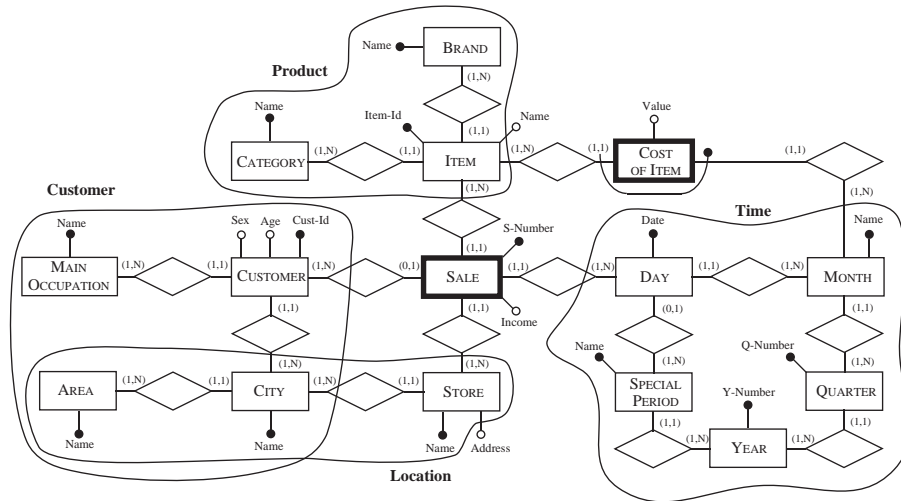 Name
BRAND
Product
(1,N)
Value
Name
Item-Id
(1,1)
Name
(1,N)
(1,1)
(1,N)
(1,1)
COST
OF ITEM
(1,1)
CATEGORY
ITEM
(1,N)
(1,N)
Customer
Time
Sex
Age
Cust-Id
S-Number
Date
Name
Name
(1,1)
(1,N)
(1,1)
(1,N)
(0,1)
(1,1)
(1,N)
(1,1)
(1,N)
MAIN
OCCUPATION
CUSTOMER
SALE
DAY
MONTH
(1,1)
(1,1)
(0,1)
(1,1)
Income
Name
Q-Number
(1,N)
(1,N)
(1,N)
(1,N)
(1,N)
(1,1)
(1,N)
(1,1)
AREA
CITY
STORE
SPECIAL
PERIOD
Y-Number
QUARTER
(1,1)
(1,1)
Name
Name
Name
Address
(1,N)
(1,N)
YEAR
Location